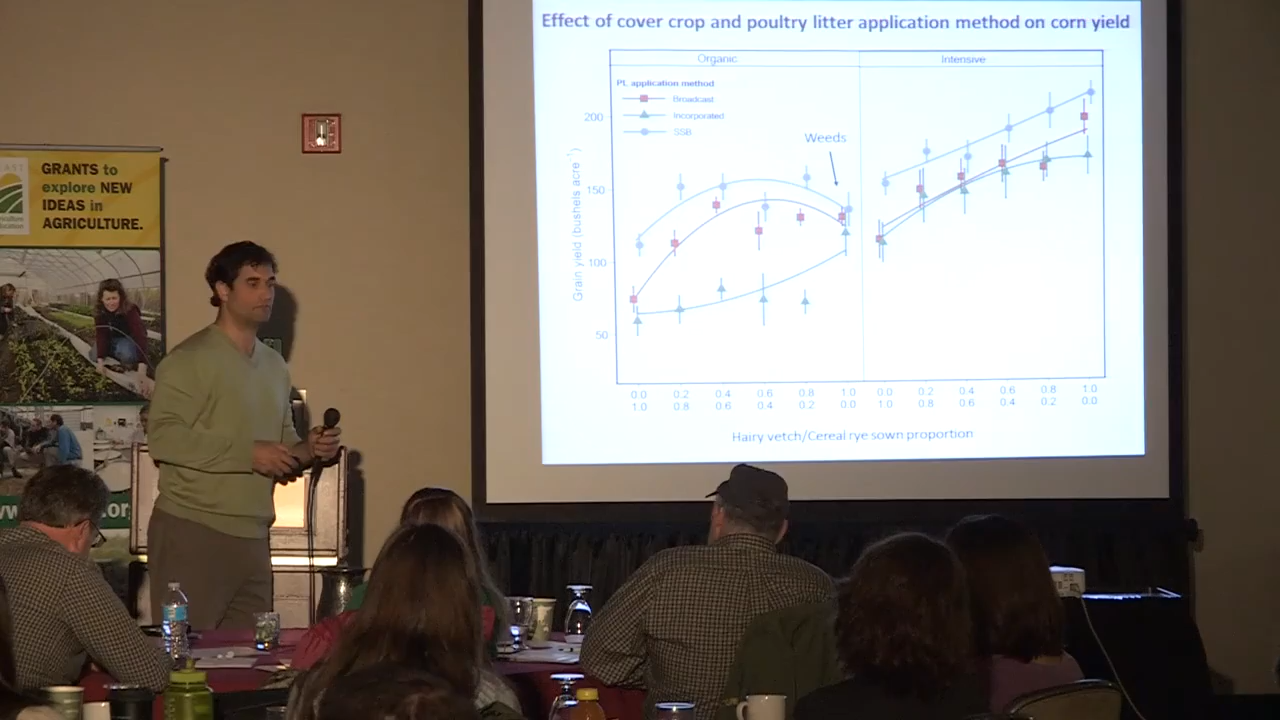 Effect of cover crop and poultry litter application method on corn yield
Organic
Intensive
PL application method
Broadcast
Incorporated
SSB
Weeds
200
150
100
50
Grain yield (bushels acre⁻¹)
0.0 0.2 0.4 0.6 0.8 1.0 0.0 0.2 0.4 0.6 0.8 1.0
1.0 0.8 0.6 0.4 0.2 0.0 1.0 0.8 0.6 0.4 0.2 0.0
Hairy vetch/Cereal rye sown proportion
GRANTS to
explore NEW
IDEAS in
AGRICULTURE.